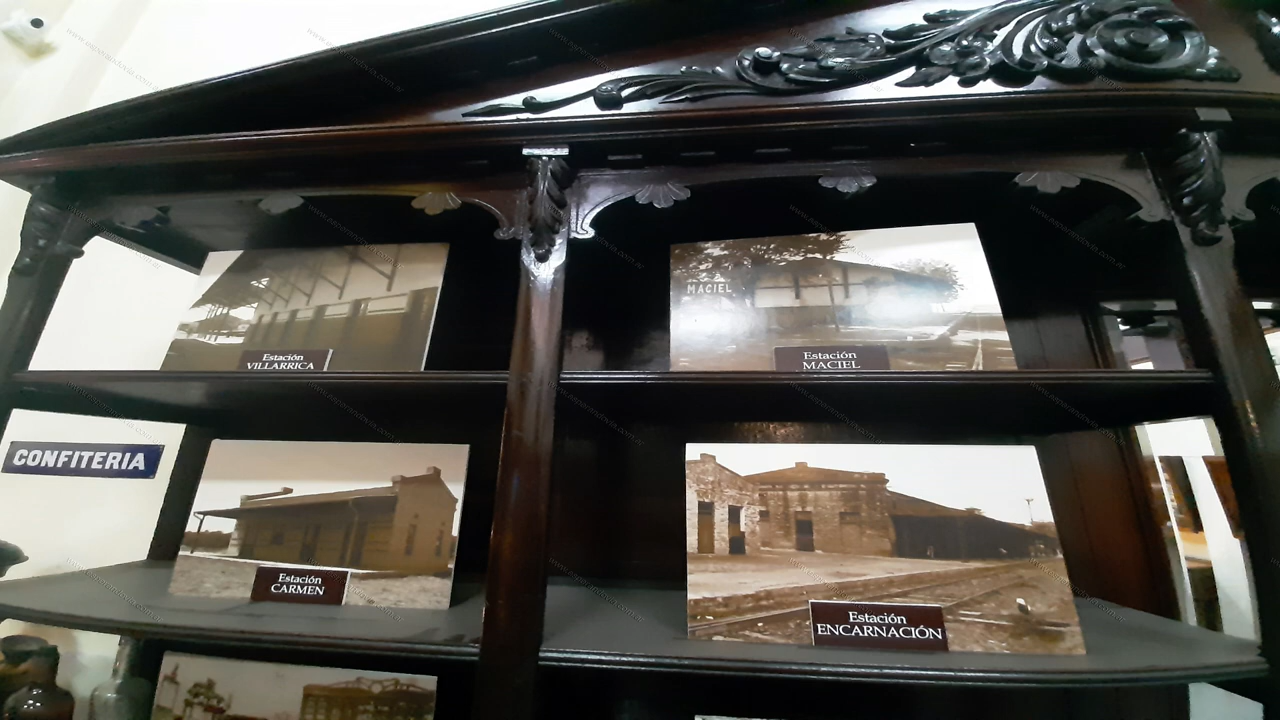 MACIEL
Estación
VILLARRICA
Estación
MACIEL
CONFITERIA
Estación
CARMEN
Estación
ENCARNACIÓN